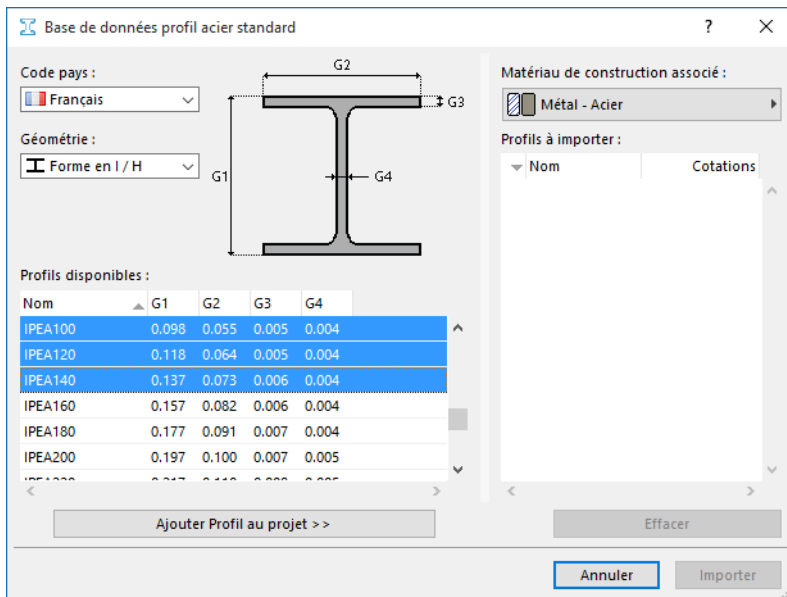 Base de données profil acier standard
?
Code pays :
Français
Géométrie :
Forme en I / H
G2
G3
G1
G4
Matériau de construction associé :
Métal - Acier
Profils à importer :
Nom Cotations
Profils disponibles :
Nom G1 G2 G3 G4
IPEA100 0.098 0.055 0.005 0.004
IPEA120 0.118 0.064 0.005 0.004
IPEA140 0.137 0.073 0.006 0.004
IPEA160 0.157 0.082 0.006 0.004
IPEA180 0.177 0.091 0.007 0.004
IPEA200 0.197 0.100 0.007 0.005
Ajouter Profil au projet >>
Effacer
Annuler
Importer